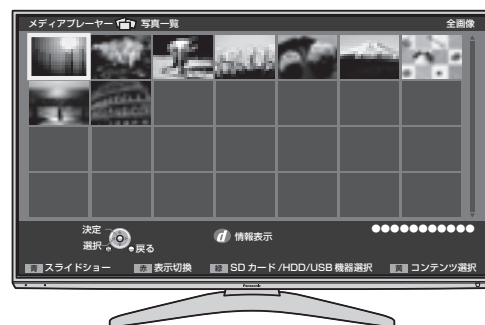 メディアプレーヤー 写真一覧 全画像
決定
選択 戻る
d 情報表示
●●●●●●●●●●●
青 スライドショー 赤 表示切換 緑 SDカード/HDD/USB機器選択 黄 コンテンツ選択
Panasonic